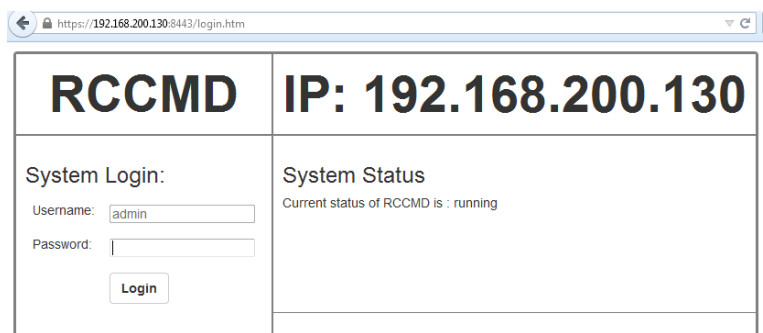 https://192.168.200.130:8443/login.htm
RCCMD
IP: 192.168.200.130
System Login:
Username: admin
Password:
Login
System Status
Current status of RCCMD is : running